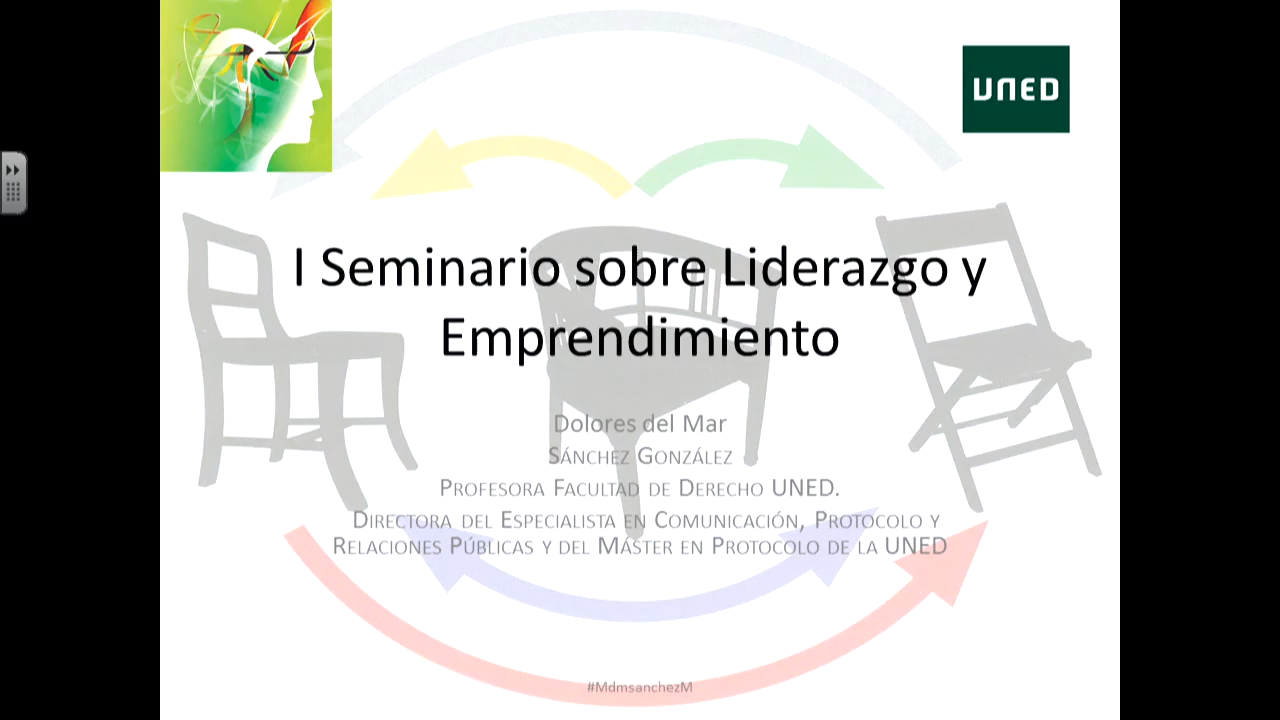 UNED
I Seminario sobre Liderazgo y
Emprendimiento
Dolores del Mar
SÁNCHEZ GONZÁLEZ
PROFESORA FACULTAD DE DERECHO UNED.
DIRECTORA DEL ESPECIALISTA EN COMUNICACIÓN, PROTOCOLO Y
RELACIONES PÚBLICAS Y DEL MÁSTER EN PROTOCOLO DE LA UNED
#MdmsanchezM